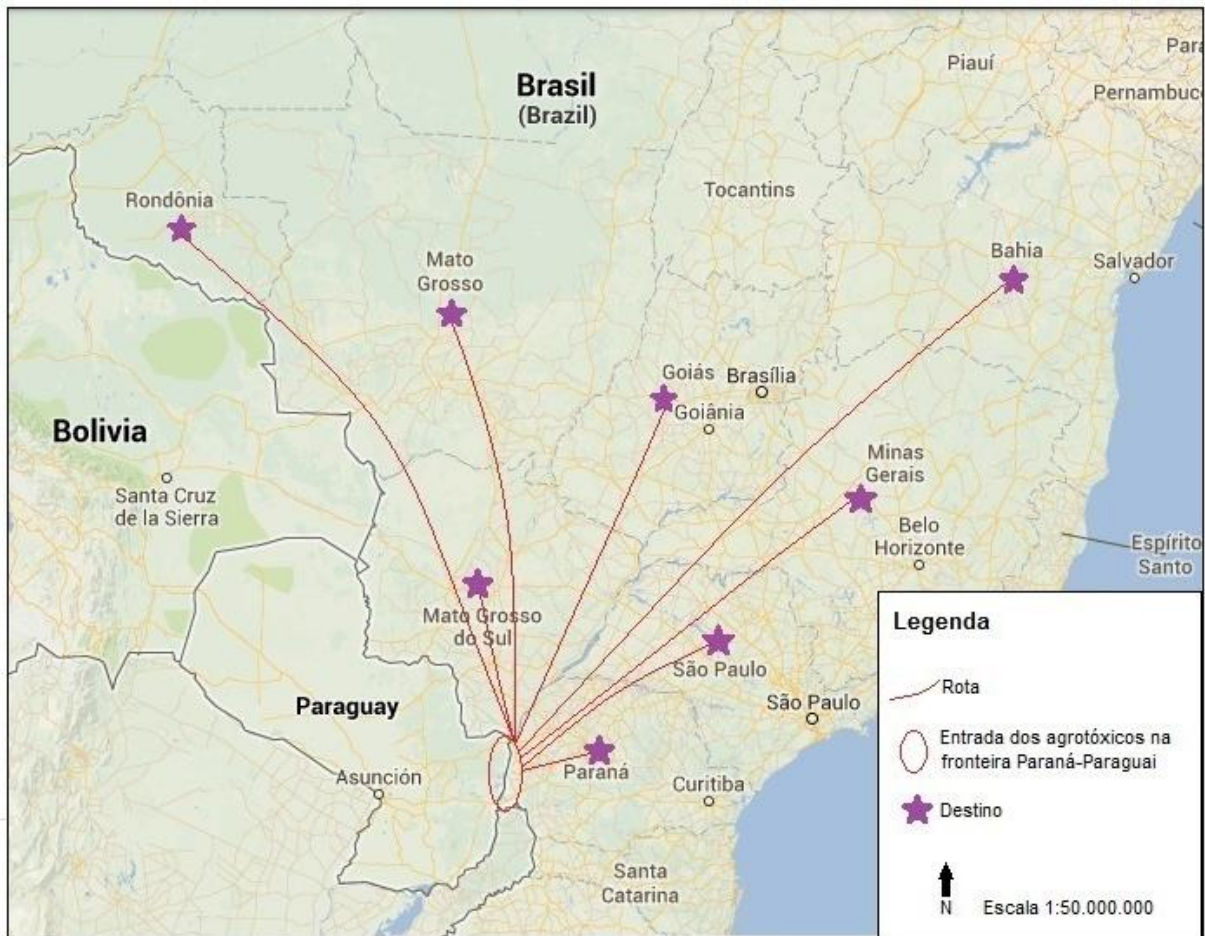 Brasil
(Brazil)
Piauí
Para
Pernambuco
Tocantins
Rondônia
Mato
Grosso
Bahia
Salvador
Goiás
Brasília
Goiânia
Bolivia
Santa Cruz
de la Sierra
Minas
Gerais
Belo
Horizonte
Espírito
Santo
Mato Grosso
do Sul
São Paulo
São Paulo
Paraguay
Asunción
Paraná
Curitiba
Santa
Catarina
Legenda
Rota
Entrada dos agrotóxicos na
fronteira Paraná-Paraguai
Destino
N
Escala 1:50.000.000